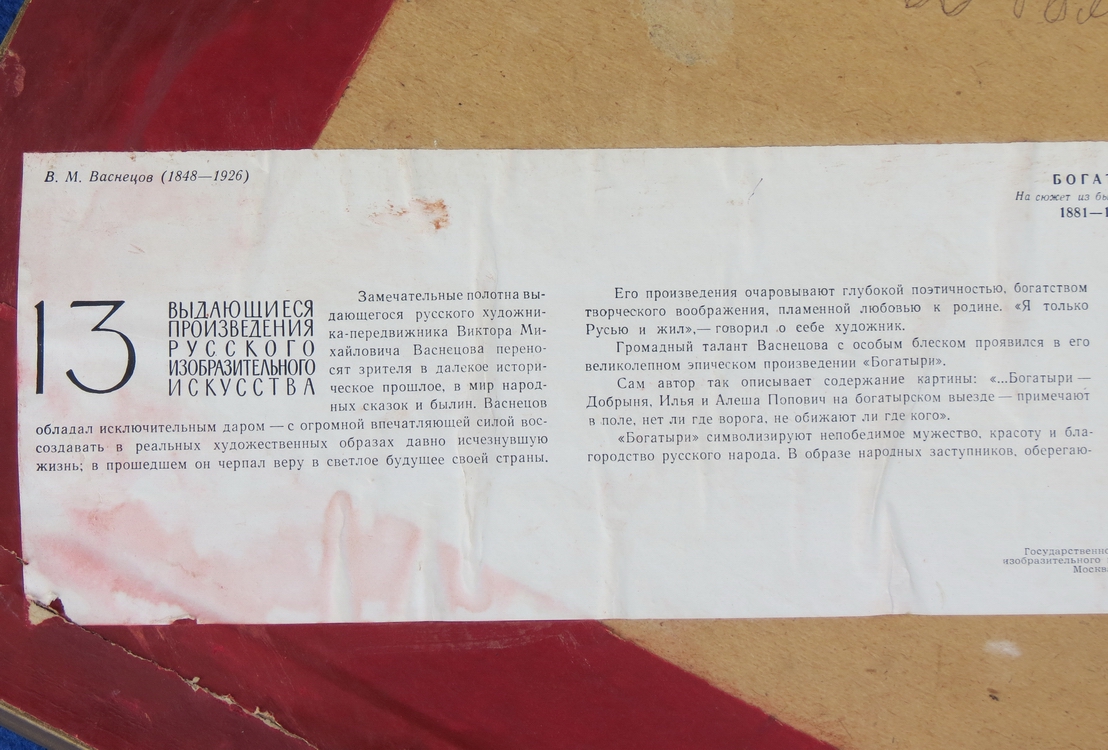 В. М. Васнецов (1848—1926)
БОГАТ
На сюжет из бы
1881—1
13
ВЫДАЮЩИЕСЯ
ПРОИЗВЕДЕНИЯ
РУССКОГО
ИЗОБРАЗИТЕЛЬНОГО
ИСКУССТВА
Замечательные полотна вы-
дающегося русского художни-
ка-передвижника Виктора Ми-
хайловича Васнецова перено-
сят зрителя в далекое истори-
ческое прошлое, в мир народ-
ных сказок и былин. Васнецов
обладал исключительным даром — с огромной впечатляющей силой вос-
создавать в реальных художественных образах давно исчезнувшую
жизнь; в прошедшем он черпал веру в светлое будущее своей страны.
Его произведения очаровывают глубокой поэтичностью, богатством
творческого воображения, пламенной любовью к родине. «Я только
Русью и жил»,— говорил о себе художник.
Громадный талант Васнецова с особым блеском проявился в его
великолепном эпическом произведении «Богатыри».
Сам автор так описывает содержание картины: «...Богатыри —
Добрыня, Илья и Алеша Попович на богатырском выезде — примечают
в поле, нет ли где ворога, не обижают ли где кого».
«Богатыри» символизируют непобедимое мужество, красоту и бла-
городство русского народа. В образе народных заступников, оберегаю-
Государственно
изобразительного
Москва